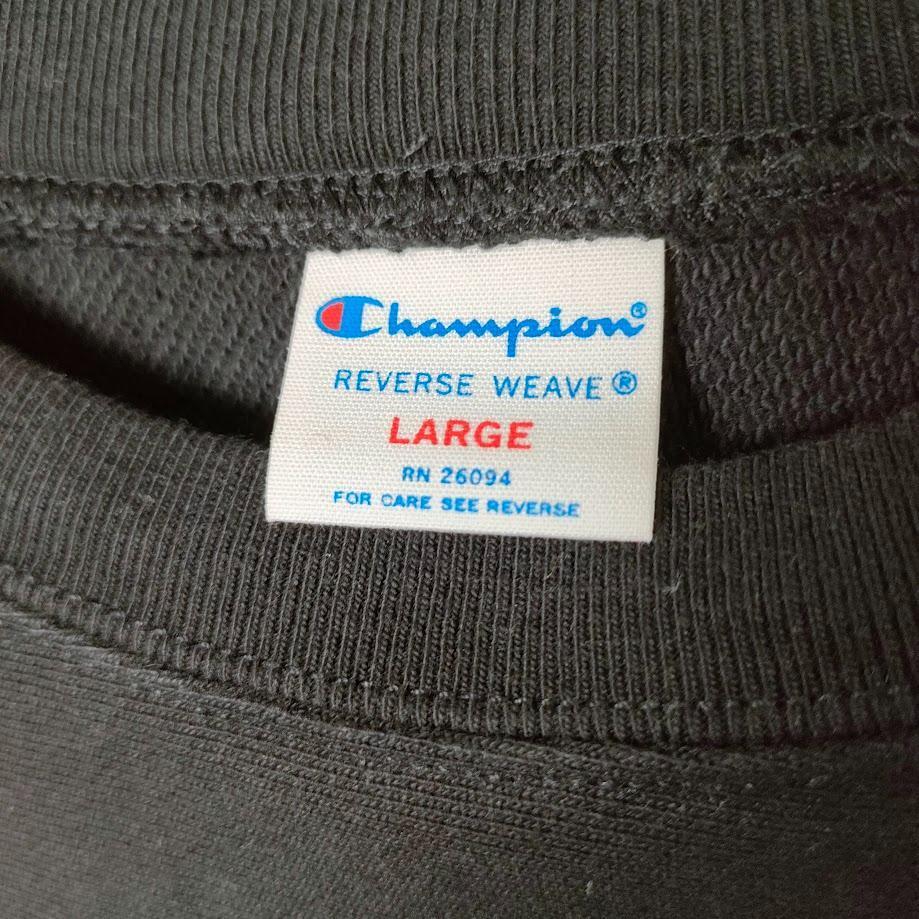 Champion®
REVERSE WEAVE®
LARGE
RN 26094
FOR CARE SEE REVERSE